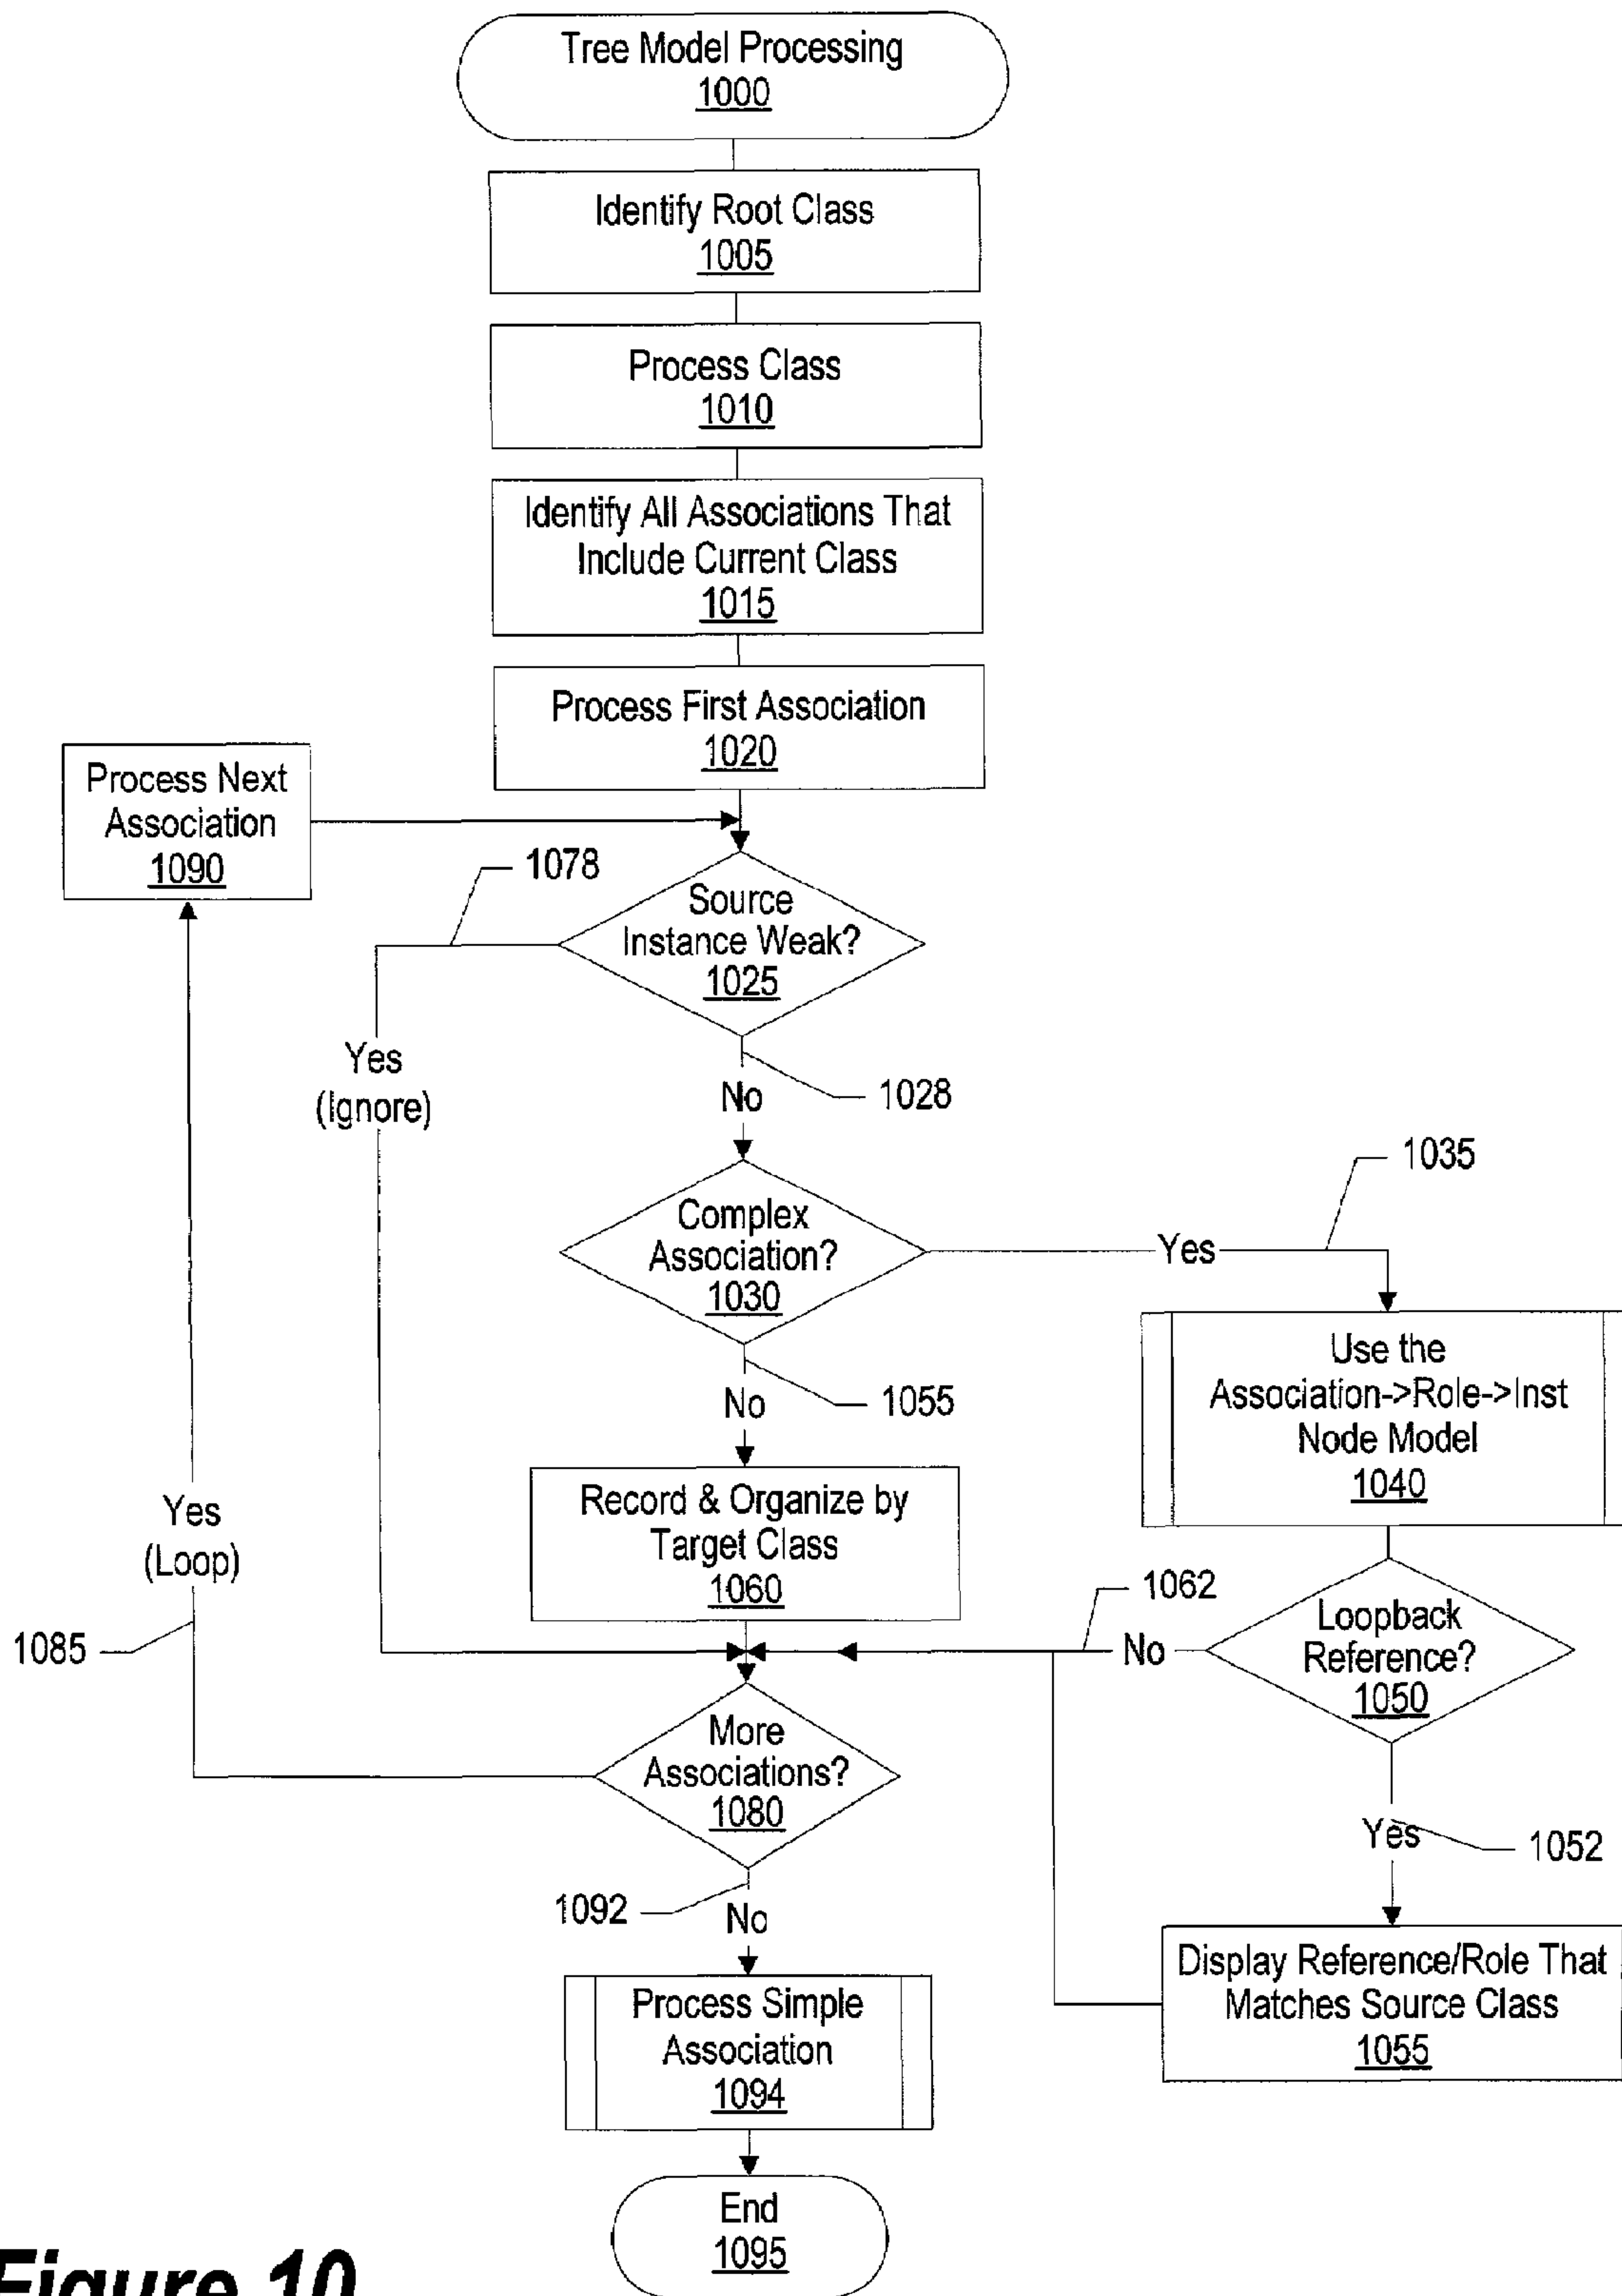 Tree Model Processing
1000
Identify Root Class
1005
Process Class
1010
Identify All Associations That
Include Current Class
1015
Process First Association
1020
Process Next
Association
1090
1078
Source
Instance Weak?
1025
Yes
(Ignore)
No
1028
1035
Complex
Association?
1030
Yes
Use the
Association->Role->Inst
Node Model
1040
No
1055
Record & Organize by
Target Class
1060
Yes
(Loop)
1085
1062
No
Loopback
Reference?
1050
More
Associations?
1080
Yes
1052
1092
No
Display Reference/Role That
Matches Source Class
1055
Process Simple
Association
1094
End
1095
Figure 10